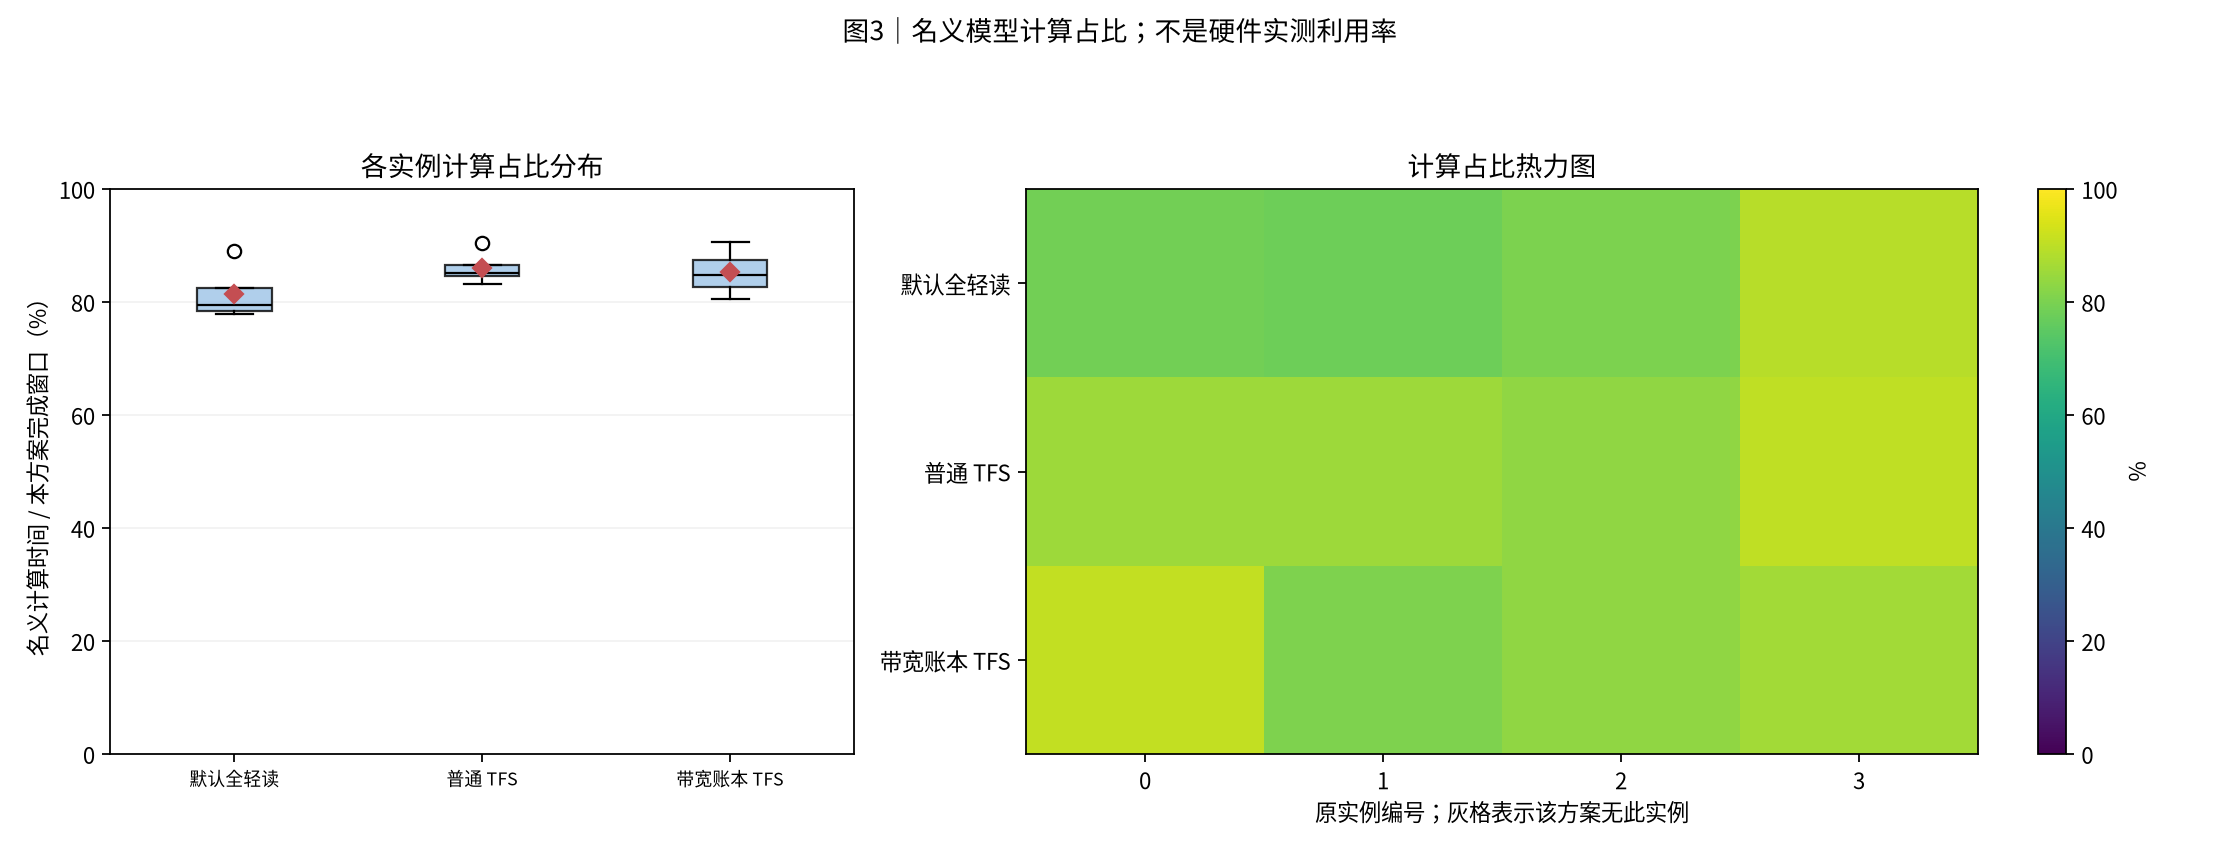 图3｜名义模型计算占比；不是硬件实测利用率
各实例计算占比分布
名义计算时间 / 本方案完成窗口（%）
100
80
60
40
20
0
默认全轻读
普通 TFS
带宽账本 TFS
计算占比热力图
默认全轻读
普通 TFS
带宽账本 TFS
0
1
2
3
原实例编号；灰格表示该方案无此实例
100
80
60
40
20
0
%